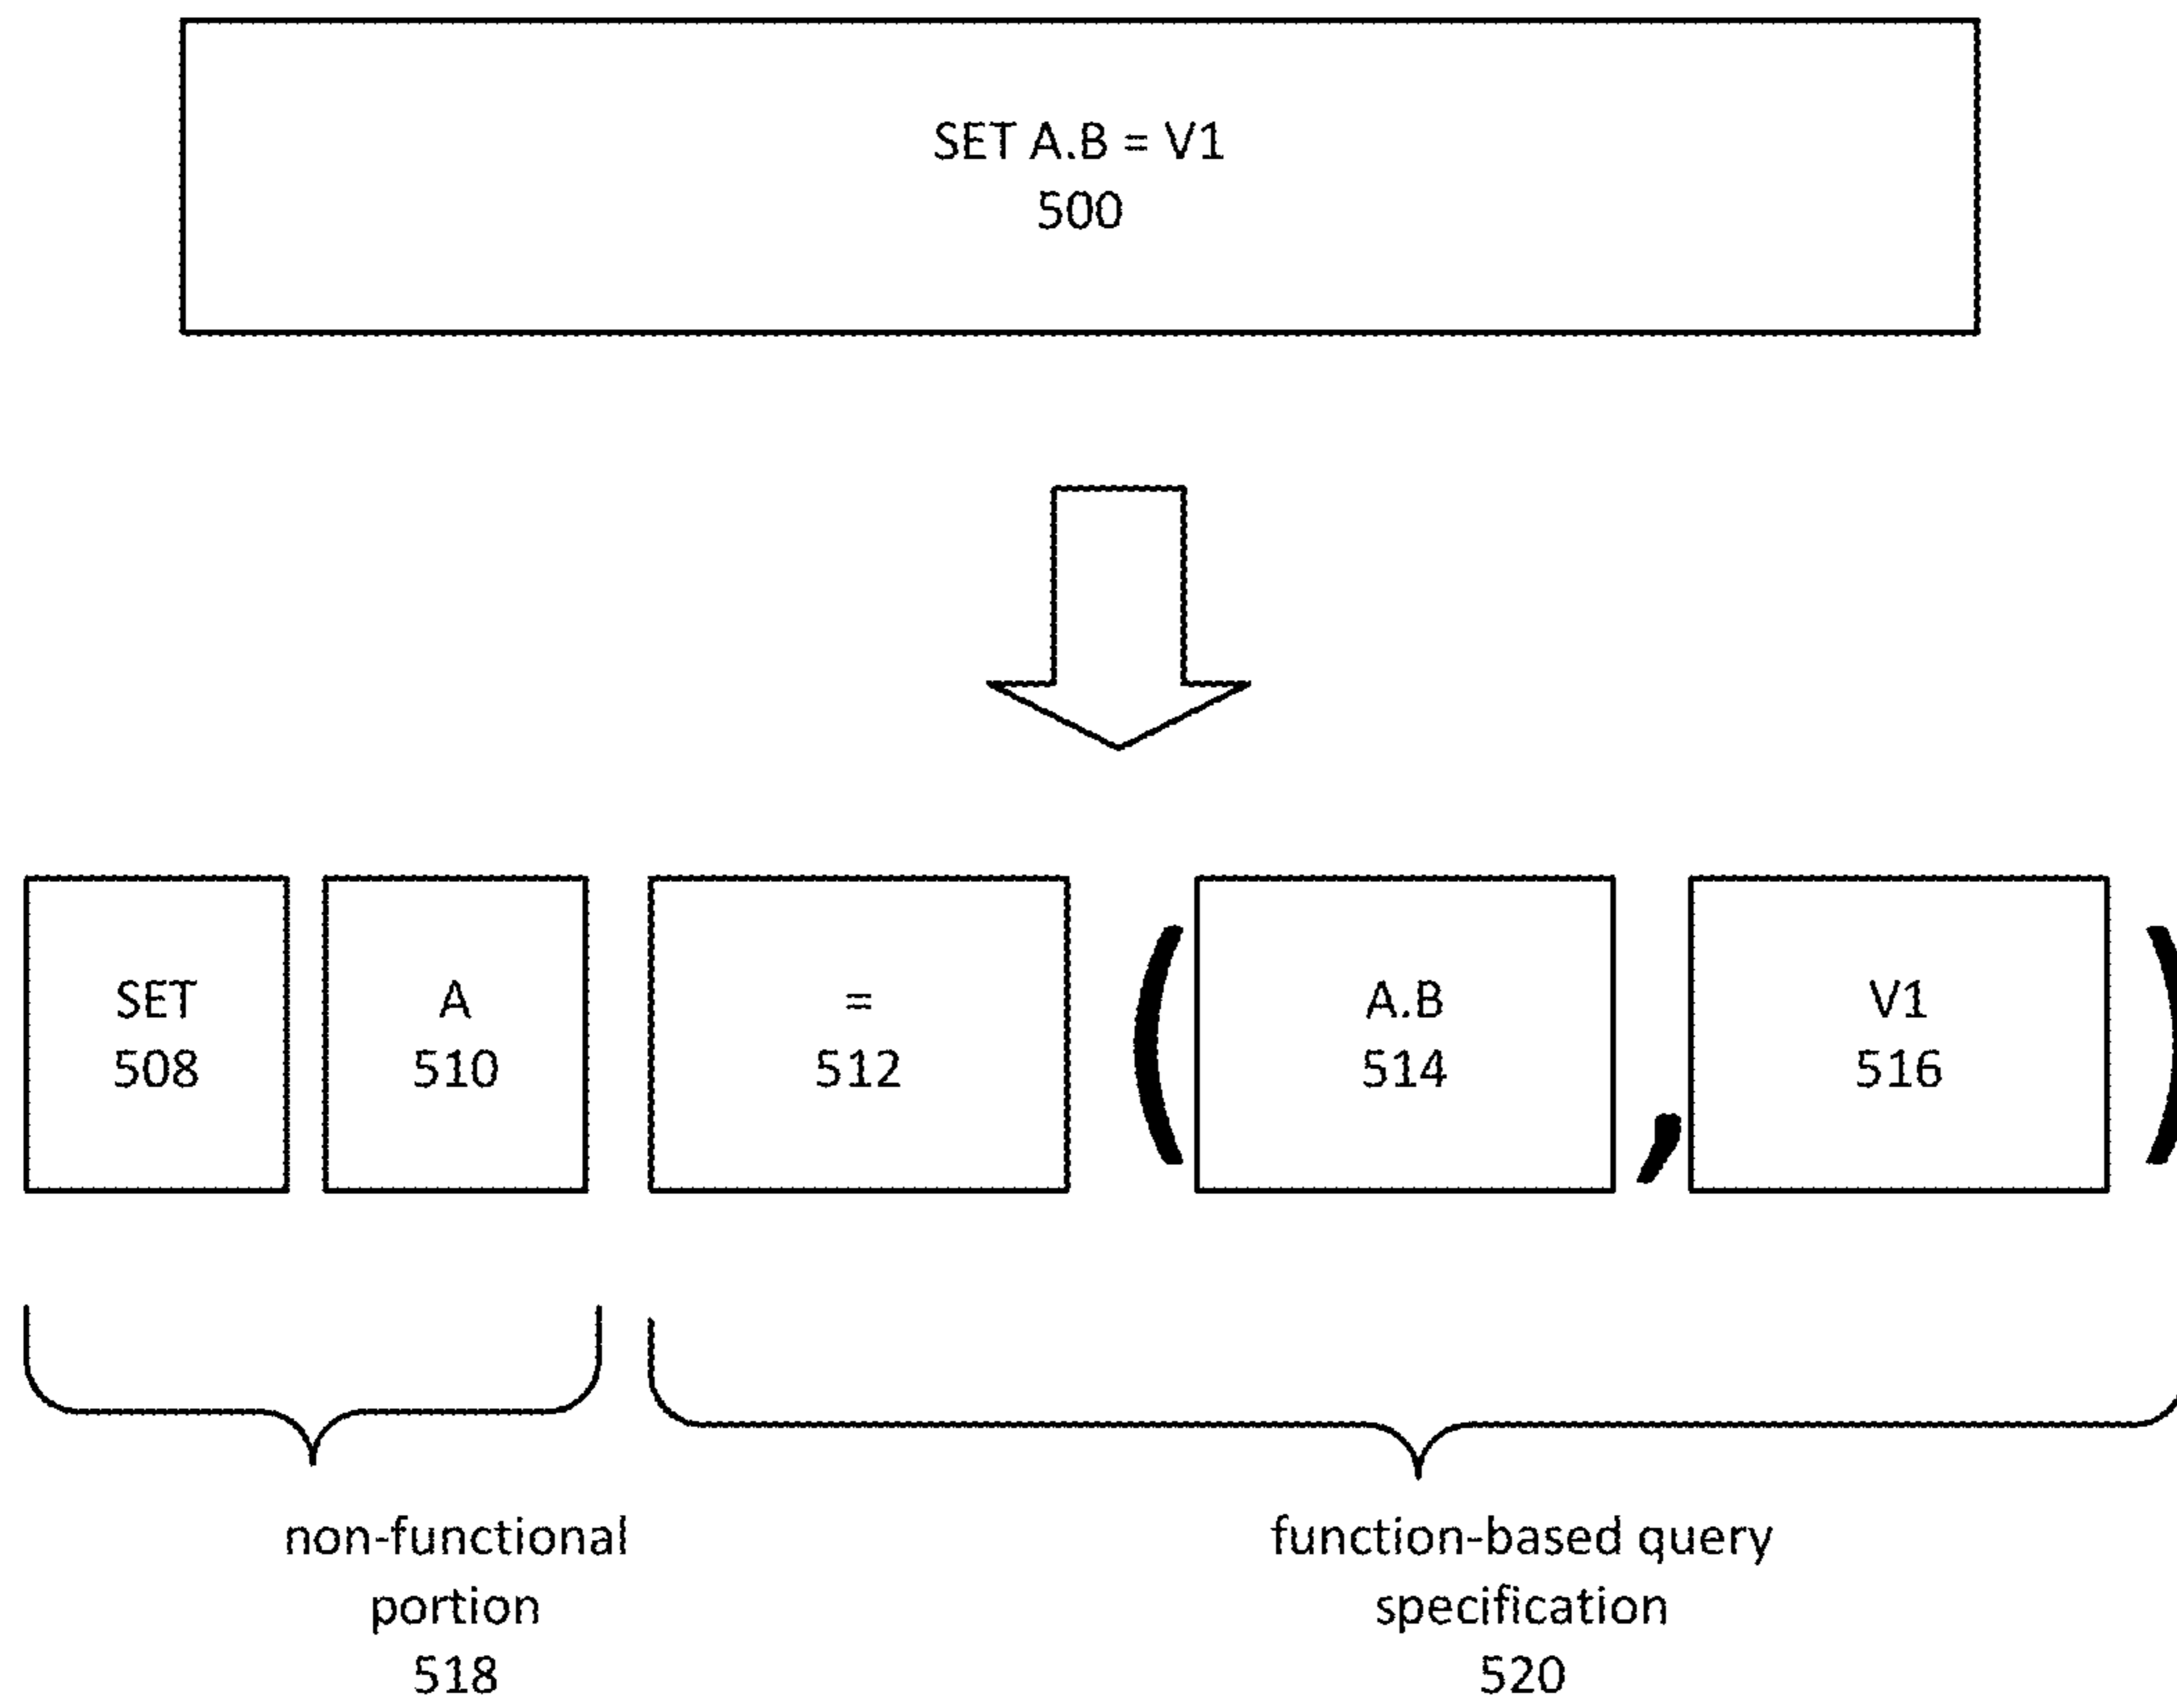 SET A.B = V1
500
SET
508
A
510
=
512
(
A.B
514
,
V1
516
)
non-functional
portion
518
function-based query
specification
520